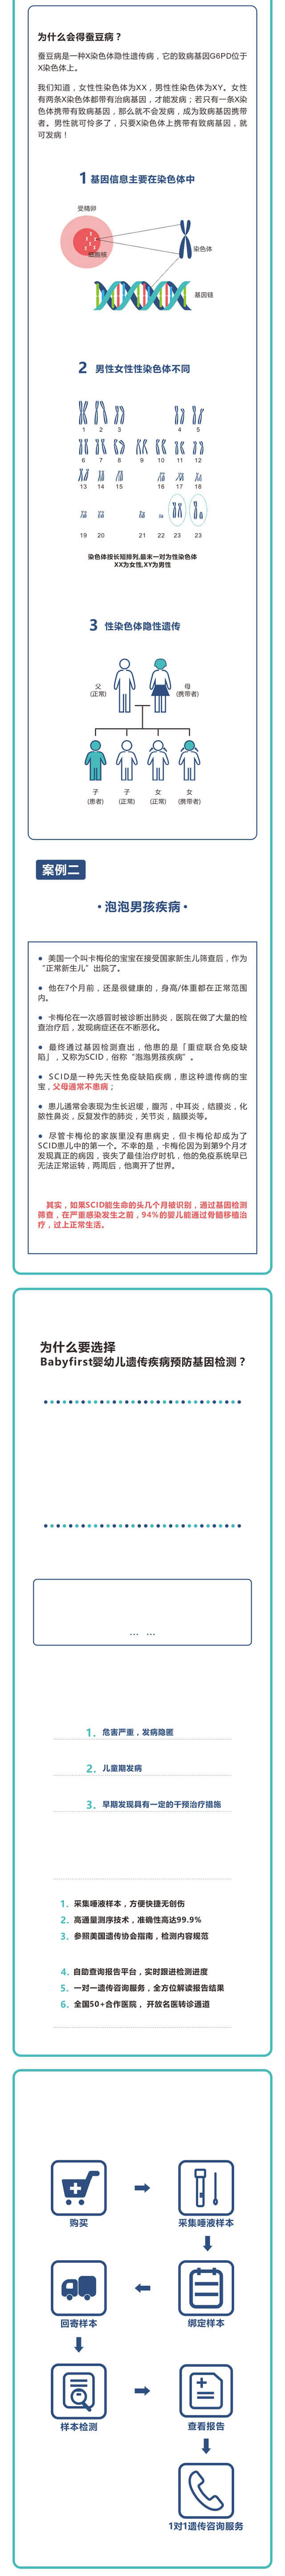 为什么会得蚕豆病？
蚕豆病是一种X染色体隐性遗传病，它的致病基因G6PD位于
X染色体上。
我们知道，女性性染色体为XX，男性性染色体为XY。女性
有两条X染色体都带有治病基因，才能发病；若只有一条X染
色体携带有致病基因，那么就不会发病，成为致病基因携带
者。男性就可怜多了，只要X染色体上携带有致病基因，就
可发病！
1 基因信息主要在染色体中
受精卵
细胞核
染色体
基因链
2 男性女性性染色体不同
1 2 3 4 5
6 7 8 9 10 11 12
13 14 15 16 17 18
19 20 21 22 23 23
染色体按长短排列,最末一对为性染色体
XX为女性,XY为男性
3 性染色体隐性遗传
父
(正常)
母
(携带者)
子 子 女 女
(患者) (正常) (正常) (携带者)
案例二
·泡泡男孩疾病·
● 美国一个叫卡梅伦的宝宝在接受国家新生儿筛查后，作为
“正常新生儿”出院了。
● 他在7个月前，还是很健康的，身高/体重都在正常范围
内。
● 卡梅伦在一次感冒时被诊断出肺炎，医院在做了大量的检
查治疗后，发现病症还在不断恶化。
● 最终通过基因检测查出，他患的是「重症联合免疫缺
陷」，又称为SCID，俗称“泡泡男孩疾病”。
● SCID是一种先天性免疫缺陷疾病，患这种遗传病的宝
宝，父母通常不患病；
● 患儿通常会表现为生长迟缓，腹泻，中耳炎，结膜炎，化
脓性鼻炎，反复发作的肺炎，关节炎，脑膜炎等。
● 尽管卡梅伦的家族里没有患病史，但卡梅伦却成为了
SCID患儿中的第一个。不幸的是，卡梅伦因为到第9个月才
发现真正的病因，丧失了最佳治疗时机，他的免疫系统早已
无法正常运转，两周后，他离开了世界。
其实，如果SCID能生命的头几个月被识别，通过基因检测
筛查，在严重感染发生之前，94%的婴儿能通过骨髓移植治
疗，过上正常生活。
为什么要选择
Babyfirst婴幼儿遗传疾病预防基因检测？
... ...
1. 危害严重，发病隐匿
2. 儿童期发病
3. 早期发现具有一定的干预治疗措施
1. 采集唾液样本，方便快捷无创伤
2. 高通量测序技术，准确性高达99.9%
3. 参照美国遗传协会指南，检测内容规范
4. 自助查询报告平台，实时跟进检测进度
5. 一对一遗传咨询服务，全方位解读报告结果
6. 全国50+合作医院，开放名医转诊通道
购买 采集唾液样本
回寄样本 绑定样本
样本检测 查看报告
1对1遗传咨询服务